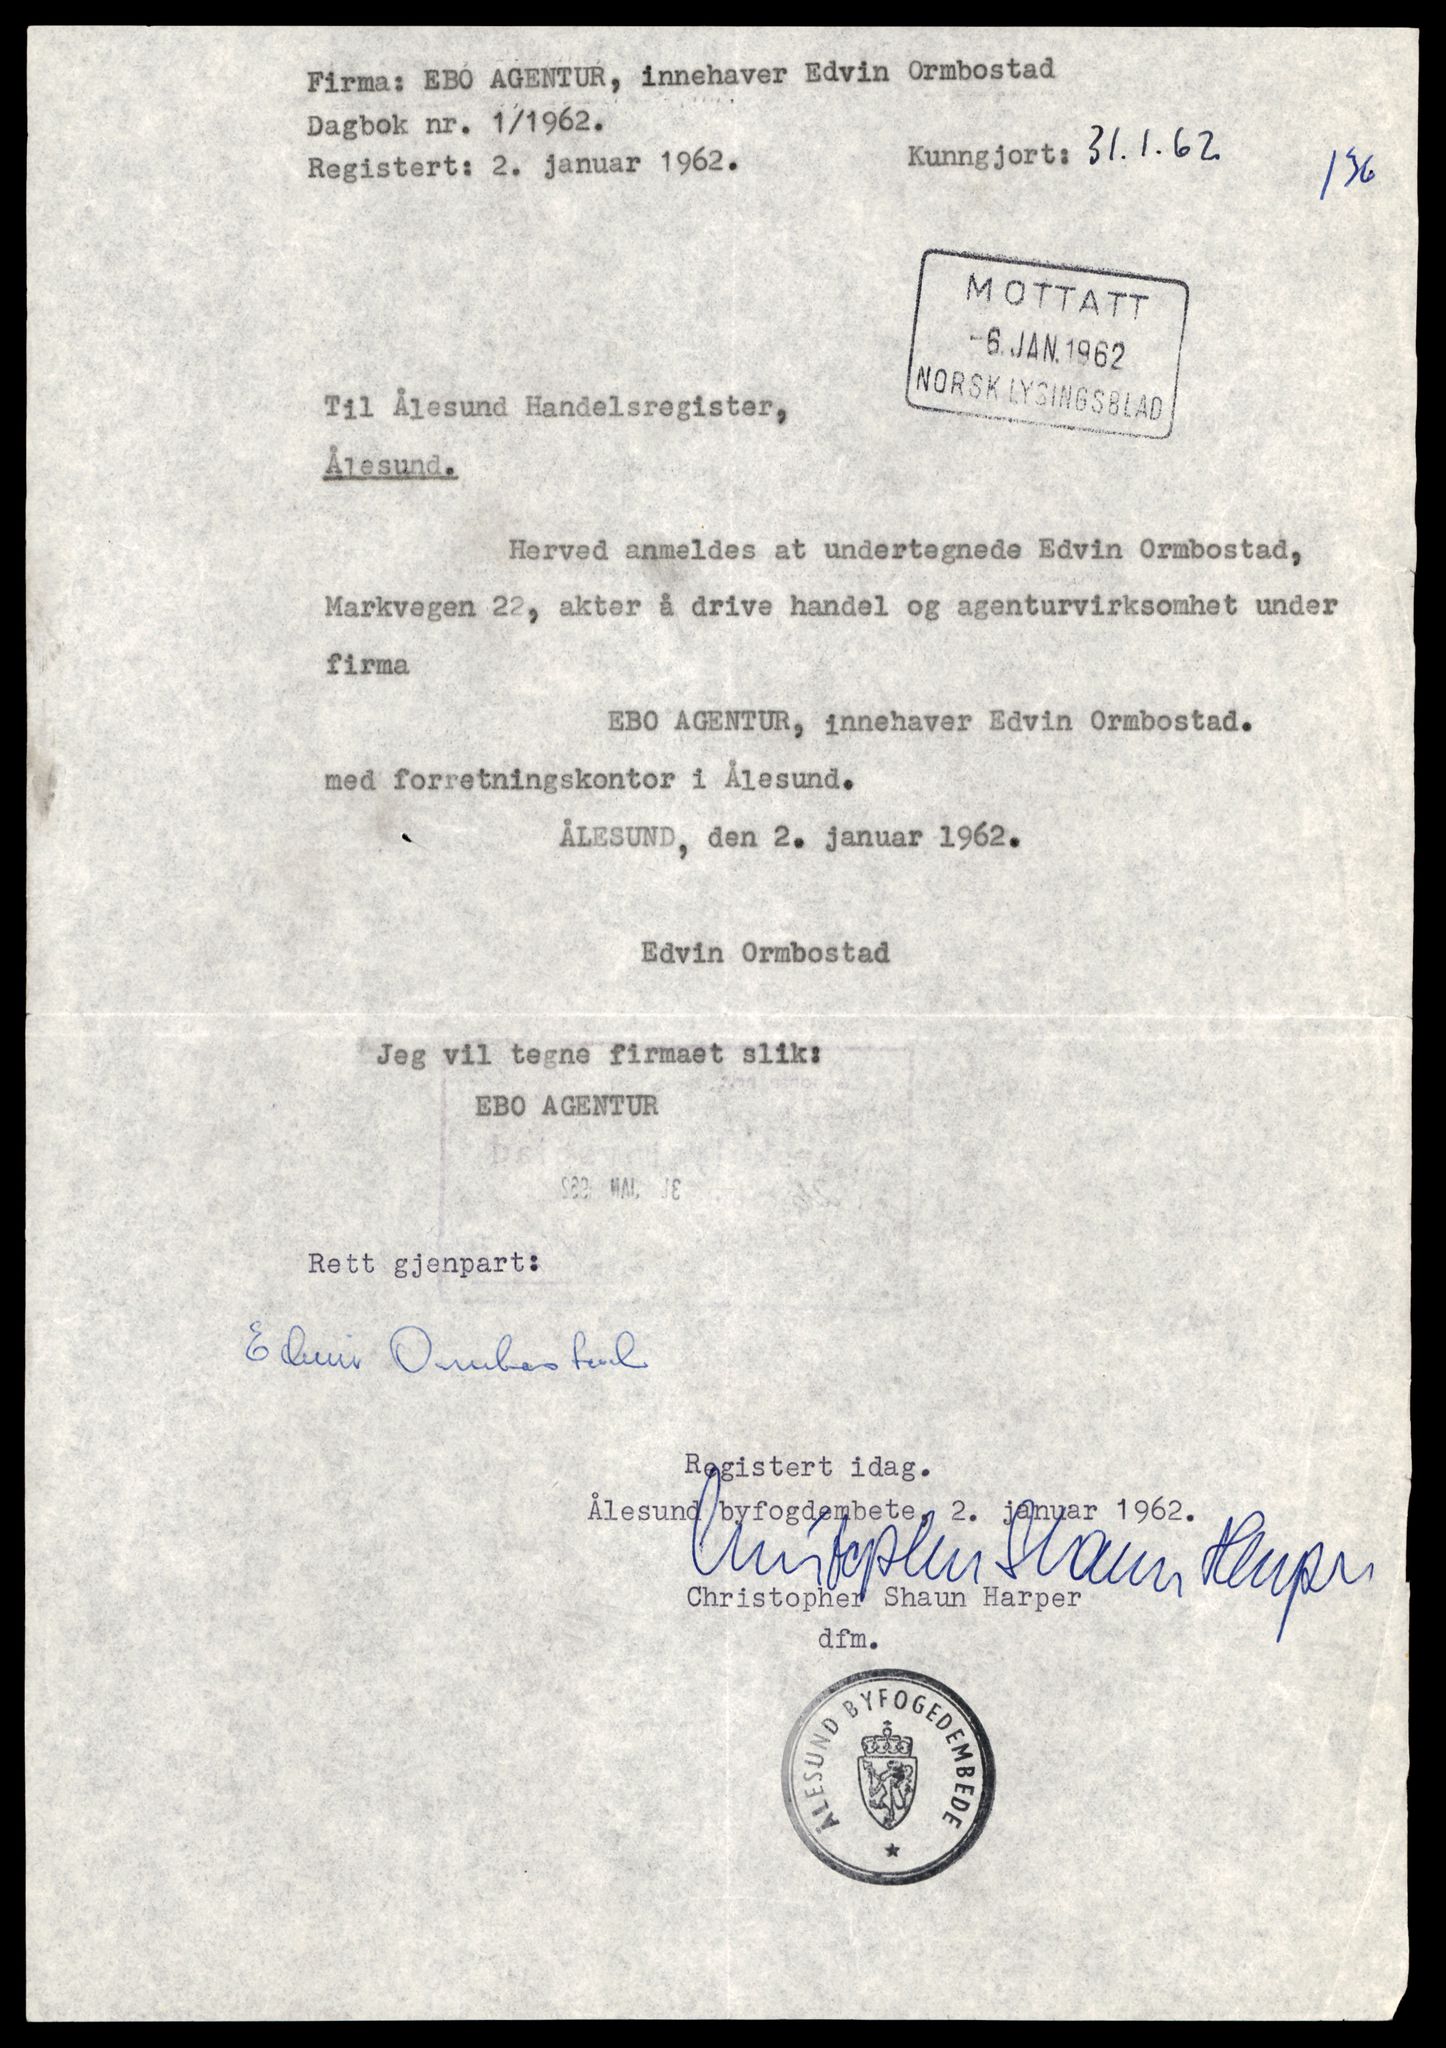 Firma: EBO AGENTUR, innehaver Edvin Ormbostad
Dagbok nr. 1/1962.
Registert: 2. januar 1962.
Kunngjort: 31.1.62.
136
MOTTATT
-6. JAN. 1962
NORSK LYSINGSBLAD
Til Ålesund Handelsregister,
Ålesund.
Herved anmeldes at undertegnede Edvin Ormbostad,
Markvegen 22, akter å drive handel og agenturvirksomhet under
firma
EBO AGENTUR, innehaver Edvin Ormbostad.
med forretningskontor i Ålesund.
ÅLESUND, den 2. januar 1962.
Edvin Ormbostad
Jeg vil tegne firmaet slik:
EBO AGENTUR
Rett gjenpart:
Edvin Ormbostad
Registert idag.
Ålesund byfogdembete, 2. januar 1962.
Christopher Shaun Harper
Christopher Shaun Harper
dfm.
ÅLESUND BYFOGEDEMBEDE